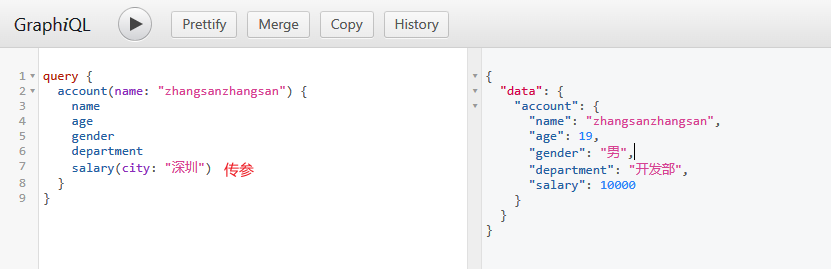 GraphiQL Prettify Merge Copy History
1 query {
2 account(name: "zhangsanzhangsan") {
3 name
4 age
5 gender
6 department
7 salary(city: "深圳") 传参
8 }
9 }
{
"data": {
"account": {
"name": "zhangsanzhangsan",
"age": 19,
"gender": "男",
"department": "开发部",
"salary": 10000
}
}
}